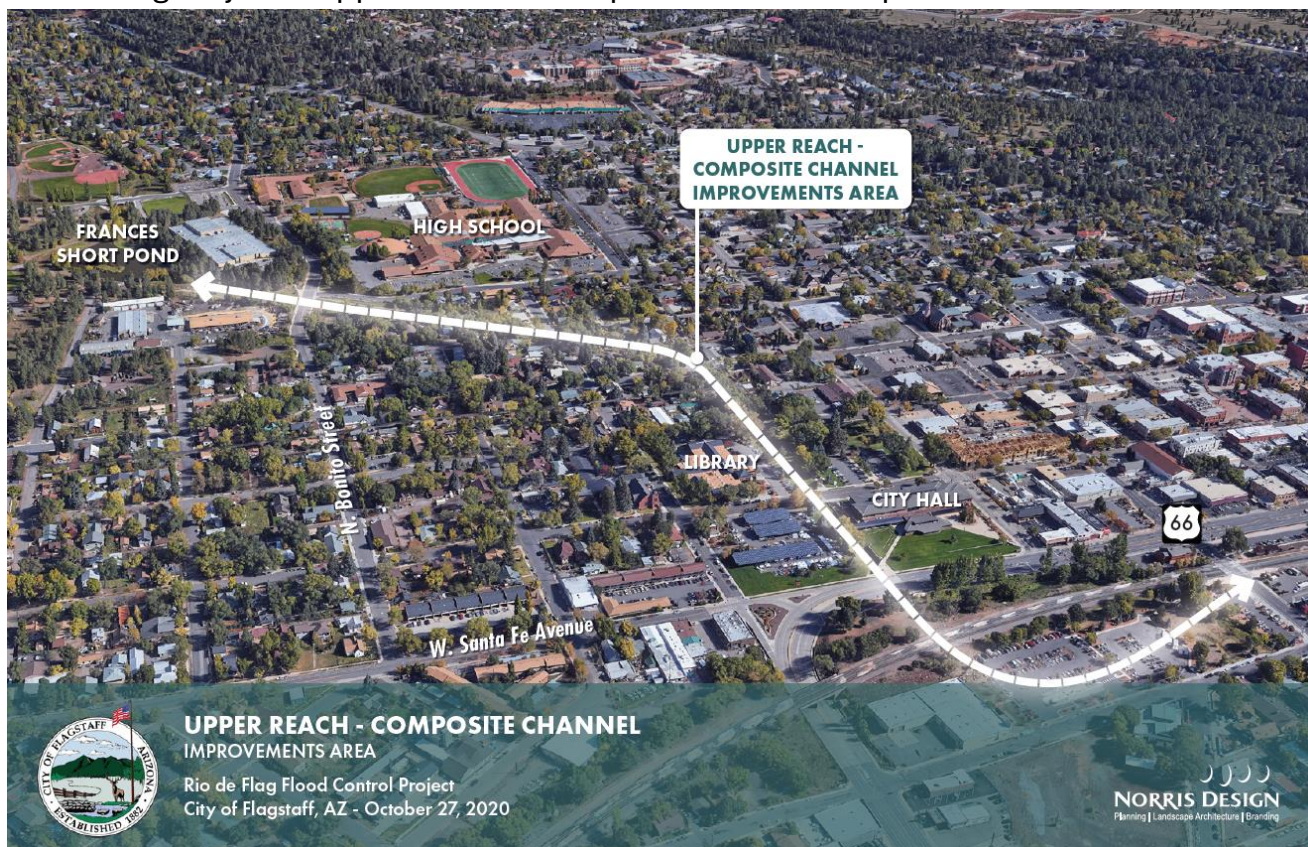 UPPER REACH -
COMPOSITE CHANNEL
IMPROVEMENTS AREA
FRANCES
SHORT POND
HIGH SCHOOL
N. Bonito Street
LIBRARY
CITY HALL
66
W. Santa Fe Avenue
CITY OF FLAGSTAFF ARIZONA
ESTABLISHED 1882
UPPER REACH - COMPOSITE CHANNEL
IMPROVEMENTS AREA
Rio de Flag Flood Control Project
City of Flagstaff, AZ - October 27, 2020
NORRIS DESIGN
Planning | Landscape Architecture | Branding